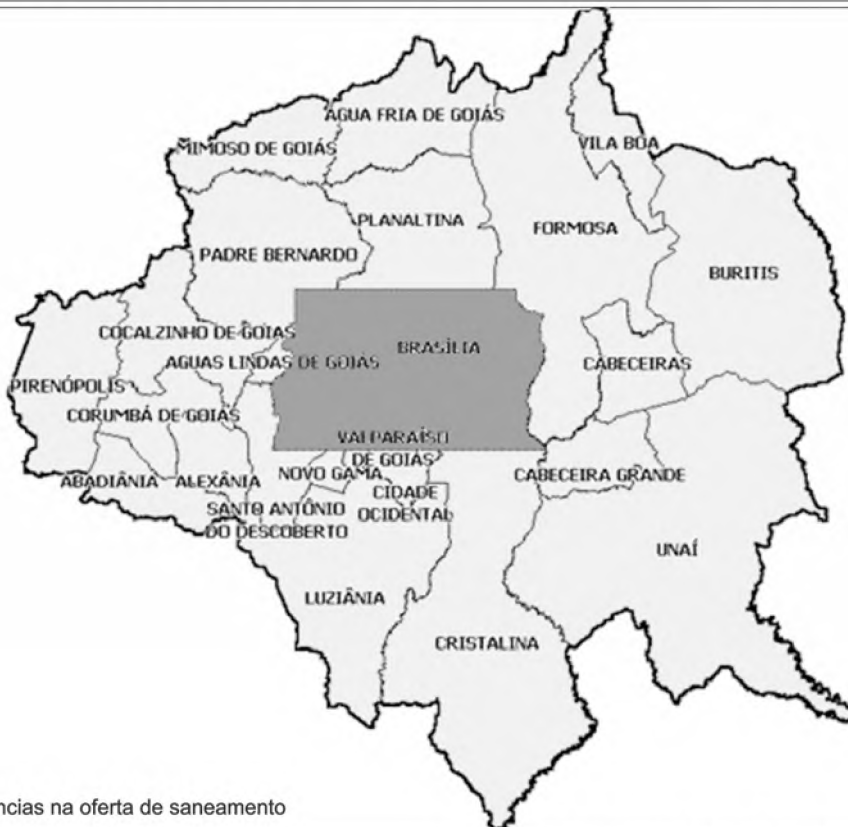 ÁGUA FRIA DE GOIÁS
MIMOSO DE GOIÁS
VILA BOA
PLANALTINA
FORMOSA
PADRE BERNARDO
BURITIS
COCALZINHO DE GOIÁS
BRASÍLIA
AGUAS LINDAS DE GOIÁS
CABECEIRAS
PIRENÓPOLIS
CORUMBÁ DE GOIÁS
VALPARAÍSO
DE GOIÁS
ABADIÂNIA
ALEXÂNIA
NOVO GAMA
CABECEIRA GRANDE
CIDADE
OCIDENTAL
SANTO ANTÔNIO
DO DESCOBERTO
UNAÍ
LUZIÂNIA
CRISTALINA
ncias na oferta de saneamento